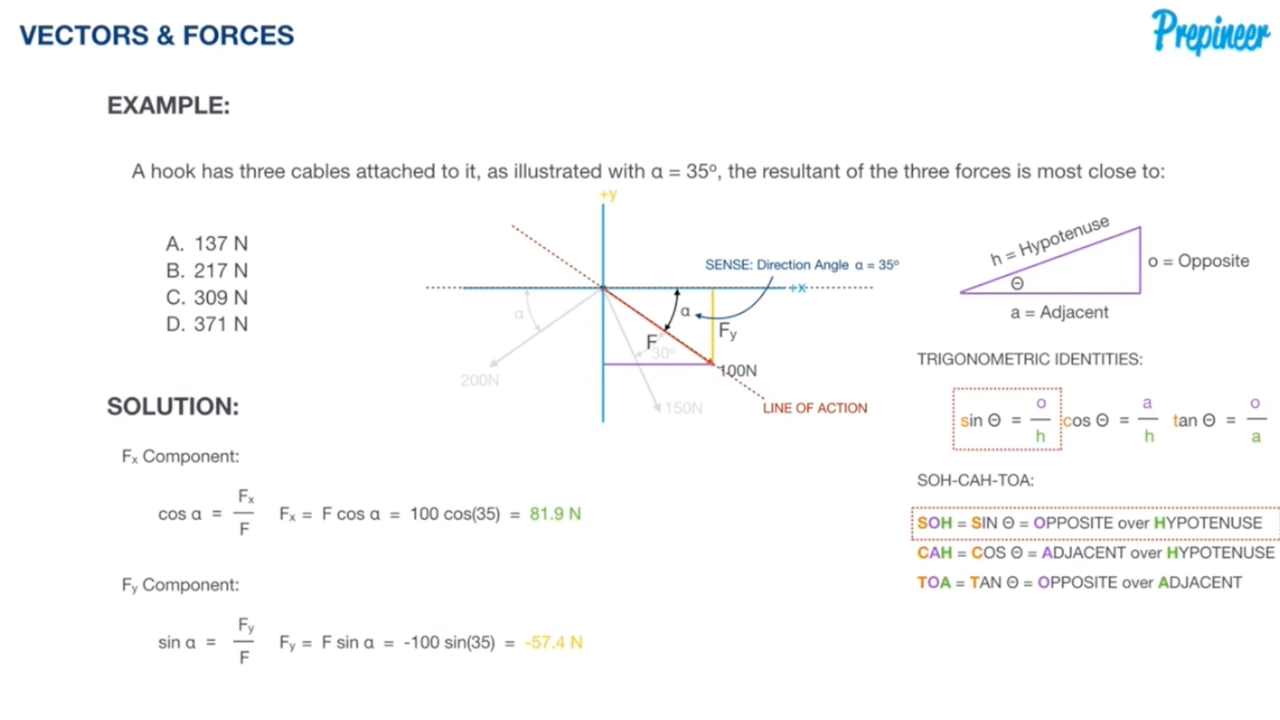 VECTORS & FORCES
Prepineer
EXAMPLE:
A hook has three cables attached to it, as illustrated with α = 35º, the resultant of the three forces is most close to:
A. 137 N
B. 217 N
C. 309 N
D. 371 N
+y
SENSE: Direction Angle α = 35º
+x
α
α
F
Fy
30º
100N
200N
150N
LINE OF ACTION
h = Hypotenuse
o = Opposite
Θ
a = Adjacent
TRIGONOMETRIC IDENTITIES:
sin Θ = o/h cos Θ = a/h tan Θ = o/a
SOH-CAH-TOA:
SOH = SIN Θ = OPPOSITE over HYPOTENUSE
CAH = COS Θ = ADJACENT over HYPOTENUSE
TOA = TAN Θ = OPPOSITE over ADJACENT
SOLUTION:
Fx Component:
cos α = Fx/F Fx = F cos α = 100 cos(35) = 81.9 N
Fy Component:
sin α = Fy/F Fy = F sin α = -100 sin(35) = -57.4 N